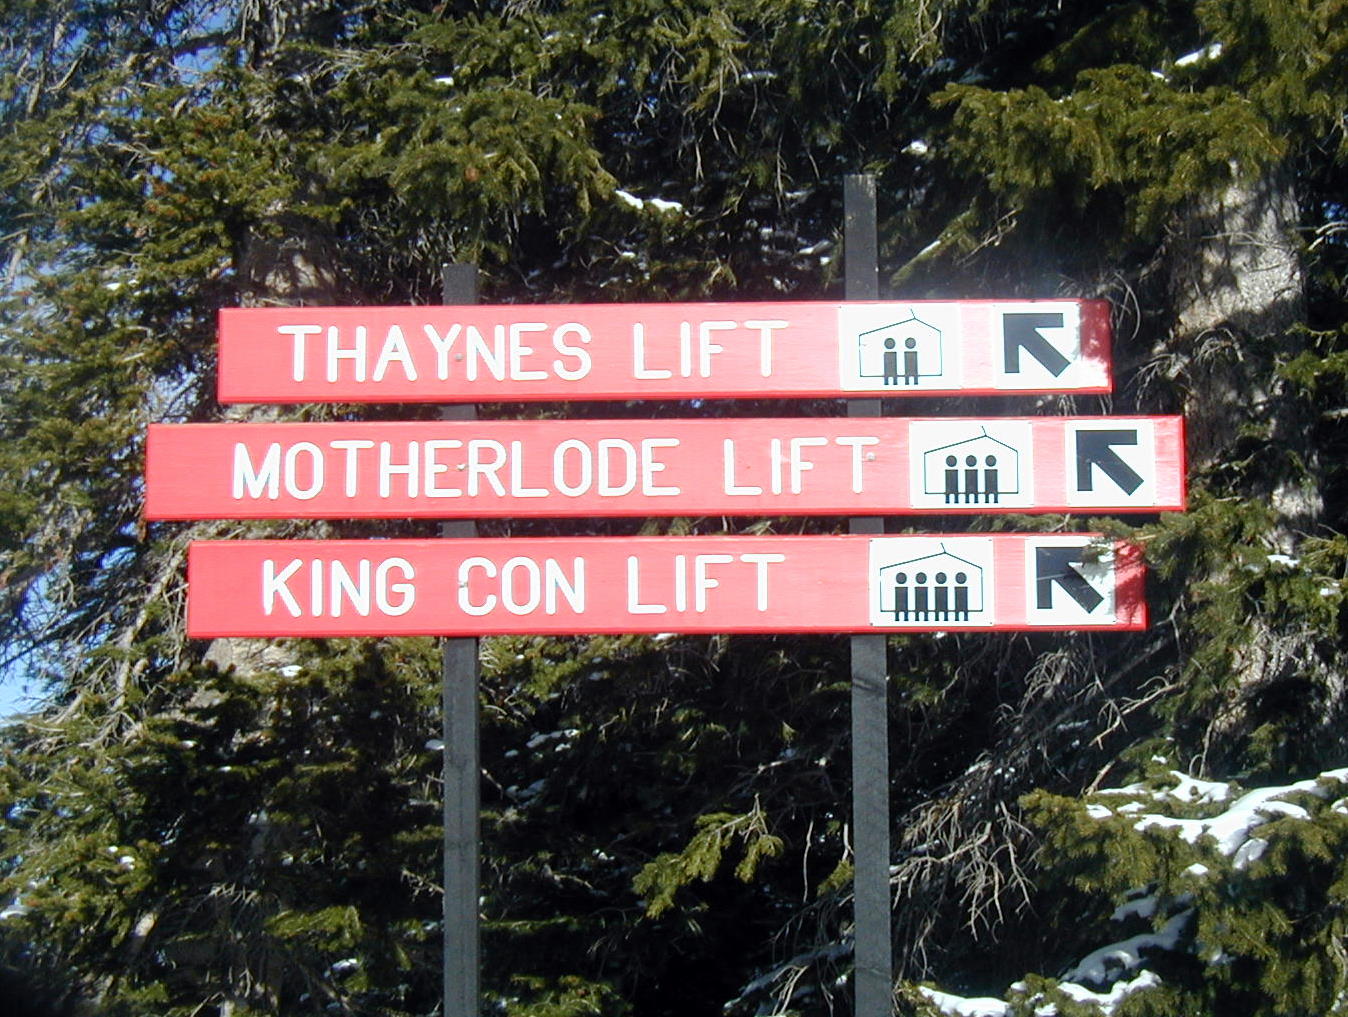 THAYNES LIFT
MOTHERLODE LIFT
KING CON LIFT